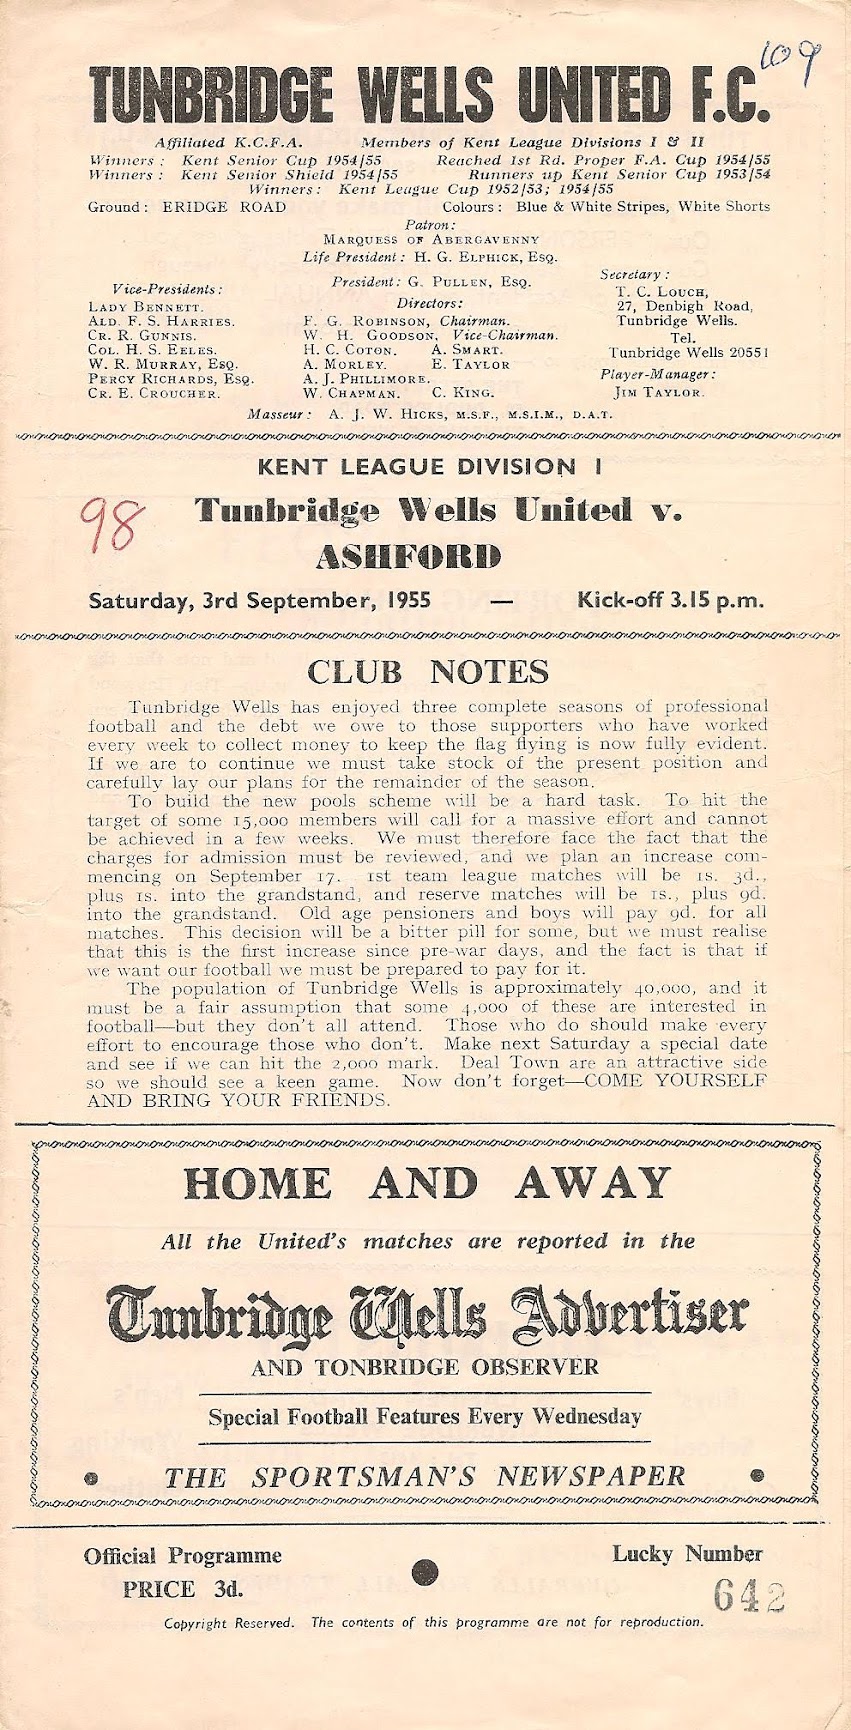 109
TUNBRIDGE WELLS UNITED F.C.
Affiliated K.C.F.A. Members of Kent League Divisions I & II
Winners : Kent Senior Cup 1954/55 Reached 1st Rd. Proper F.A. Cup 1954/55
Winners : Kent Senior Shield 1954/55 Runners up Kent Senior Cup 1953/54
Winners: Kent League Cup 1952/53; 1954/55
Ground : ERIDGE ROAD Colours : Blue & White Stripes, White Shorts
Patron:
MARQUESS OF ABERGAVENNY
Life President : H. G. ELPHICK, ESQ.
President : G. PULLEN, ESQ.
Vice-Presidents :
LADY BENNETT.
ALD. F. S. HARRIES.
CR. R. GUNNIS.
COL. H. S. EELES.
W. R. MURRAY, ESQ.
PERCY RICHARDS, ESQ.
CR. E. CROUCHER.
Directors:
F. G. ROBINSON, Chairman.
W. H. GOODSON, Vice-Chairman.
H. C. COTON. A. SMART.
A. MORLEY. E. TAYLOR
A. J. PHILLIMORE.
W. CHAPMAN. C. KING.
Secretary :
T. C. LOUCH,
27, Denbigh Road,
Tunbridge Wells.
Tel.
Tunbridge Wells 20551
Player-Manager :
JIM TAYLOR.
Masseur : A. J. W. HICKS, M.S.F., M.S.I.M., D.A.T.
KENT LEAGUE DIVISION I
98
Tunbridge Wells United v.
ASHFORD
Saturday, 3rd September, 1955 — Kick-off 3.15 p.m.
CLUB NOTES
Tunbridge Wells has enjoyed three complete seasons of professional
football and the debt we owe to those supporters who have worked
every week to collect money to keep the flag flying is now fully evident.
If we are to continue we must take stock of the present position and
carefully lay our plans for the remainder of the season.
To build the new pools scheme will be a hard task. To hit the
target of some 15,000 members will call for a massive effort and cannot
be achieved in a few weeks. We must therefore face the fact that the
charges for admission must be reviewed, and we plan an increase com-
mencing on September 17. 1st team league matches will be 1s. 3d.,
plus 1s. into the grandstand, and reserve matches will be 1s., plus 9d.
into the grandstand. Old age pensioners and boys will pay 9d. for all
matches. This decision will be a bitter pill for some, but we must realise
that this is the first increase since pre-war days, and the fact is that if
we want our football we must be prepared to pay for it.
The population of Tunbridge Wells is approximately 40,000, and it
must be a fair assumption that some 4,000 of these are interested in
football—but they don't all attend. Those who do should make every
effort to encourage those who don't. Make next Saturday a special date
and see if we can hit the 2,000 mark. Deal Town are an attractive side
so we should see a keen game. Now don't forget—COME YOURSELF
AND BRING YOUR FRIENDS.
HOME AND AWAY
All the United's matches are reported in the
Tunbridge Wells Advertiser
AND TONBRIDGE OBSERVER
Special Football Features Every Wednesday
• THE SPORTSMAN'S NEWSPAPER •
Official Programme
PRICE 3d.
Lucky Number
642
Copyright Reserved. The contents of this programme are not for reproduction.